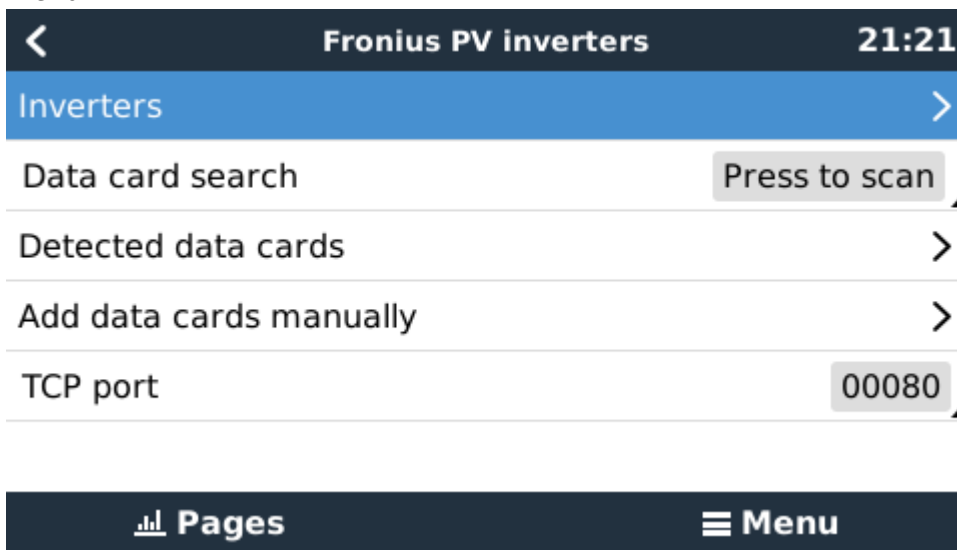 Fronius PV inverters 21:21
Inverters
Data card search Press to scan
Detected data cards
Add data cards manually
TCP port 00080
Pages Menu